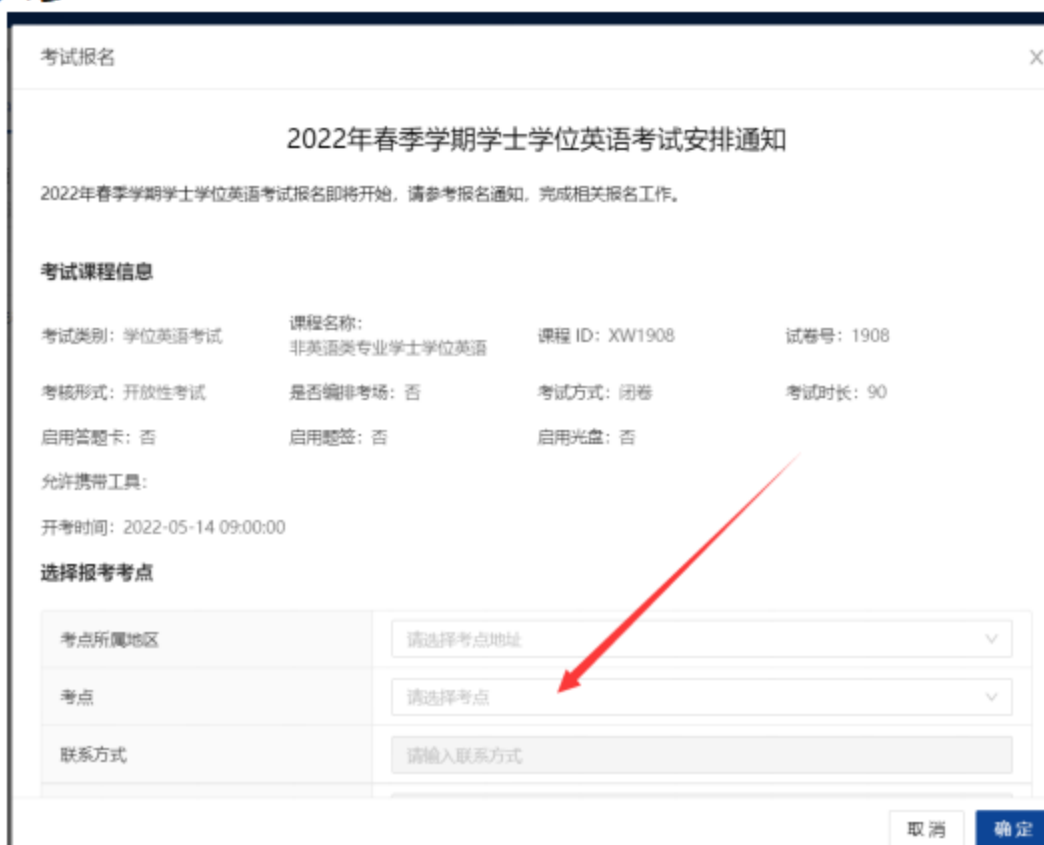 考试报名
2022年春季学期学士学位英语考试安排通知
2022年春季学期学士学位英语考试报名即将开始，请参考报名通知，完成相关报名工作。
考试课程信息
考试类别：学位英语考试
课程名称：
非英语类专业学士学位英语
课程 ID：XW1908
试卷号：1908
考核形式：开放性考试
是否编排考场：否
考试方式：闭卷
考试时长：90
启用答题卡：否
启用题签：否
启用光盘：否
允许携带工具：
开考时间：2022-05-14 09:00:00
选择报考考点
考点所属地区
请选择考点地址
考点
请选择考点
联系方式
请输入联系方式
取 消
确 定